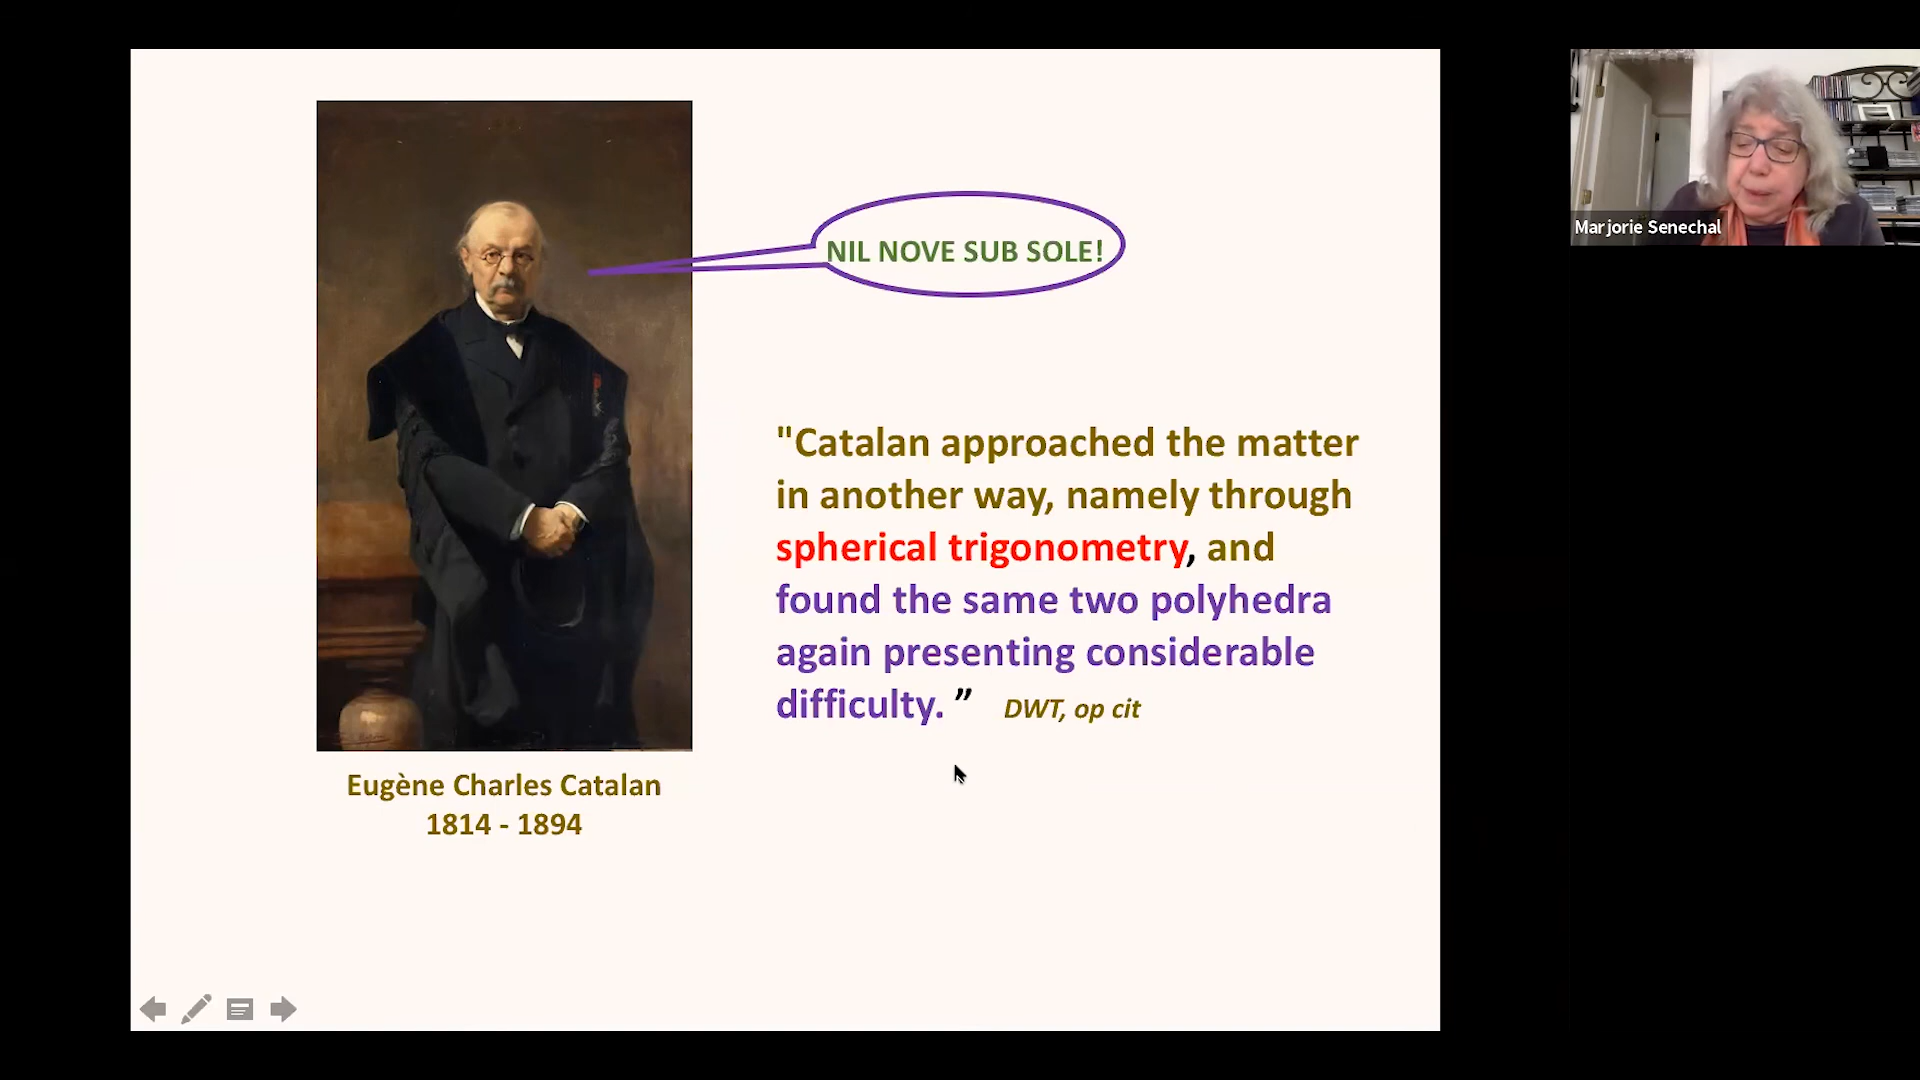 NIL NOVE SUB SOLE!
"Catalan approached the matter
in another way, namely through
spherical trigonometry, and
found the same two polyhedra
again presenting considerable
difficulty. ” DWT, op cit
Eugène Charles Catalan
1814 - 1894
Marjorie Senechal